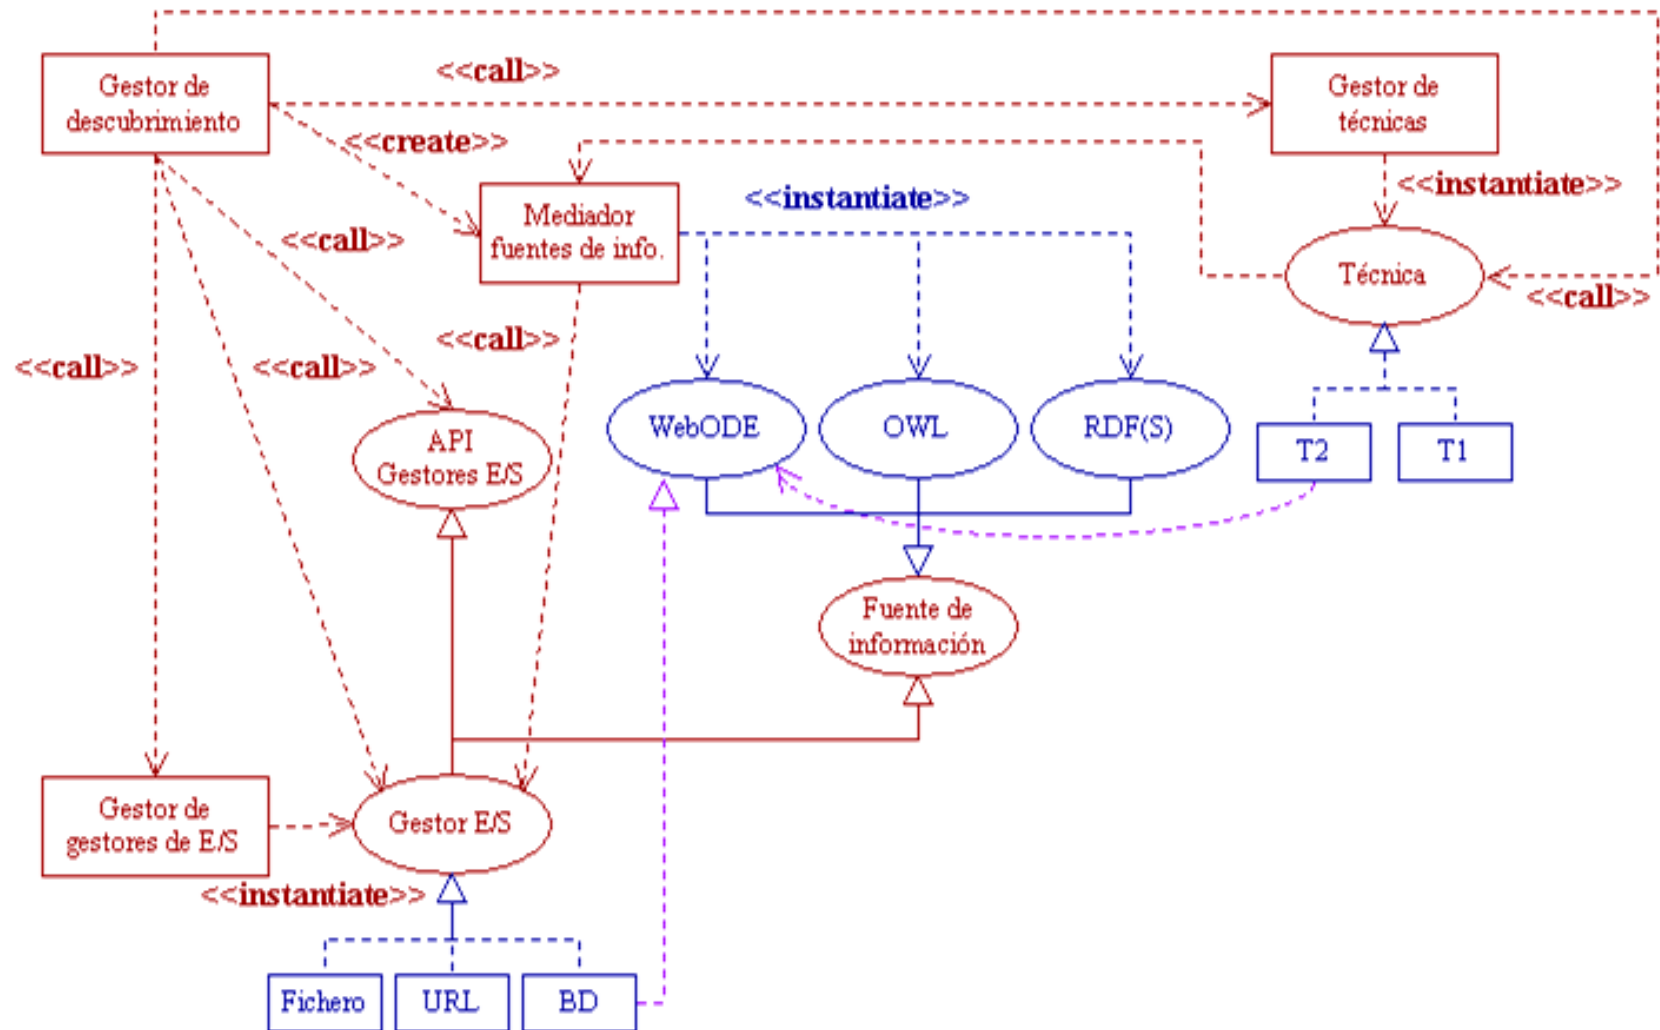 Gestor de
descubrimiento
<<call>>
Gestor de
técnicas
<<create>>
<<instantiate>>
<<instantiate>>
Mediador
fuentes de info.
<<call>>
Técnica
<<call>>
<<call>>
<<call>>
<<call>>
WebODE
OWL
RDF(S)
API
Gestores E/S
T2
T1
Fuente de
información
Gestor de
gestores de E/S
Gestor E/S
<<instantiate>>
Fichero
URL
BD